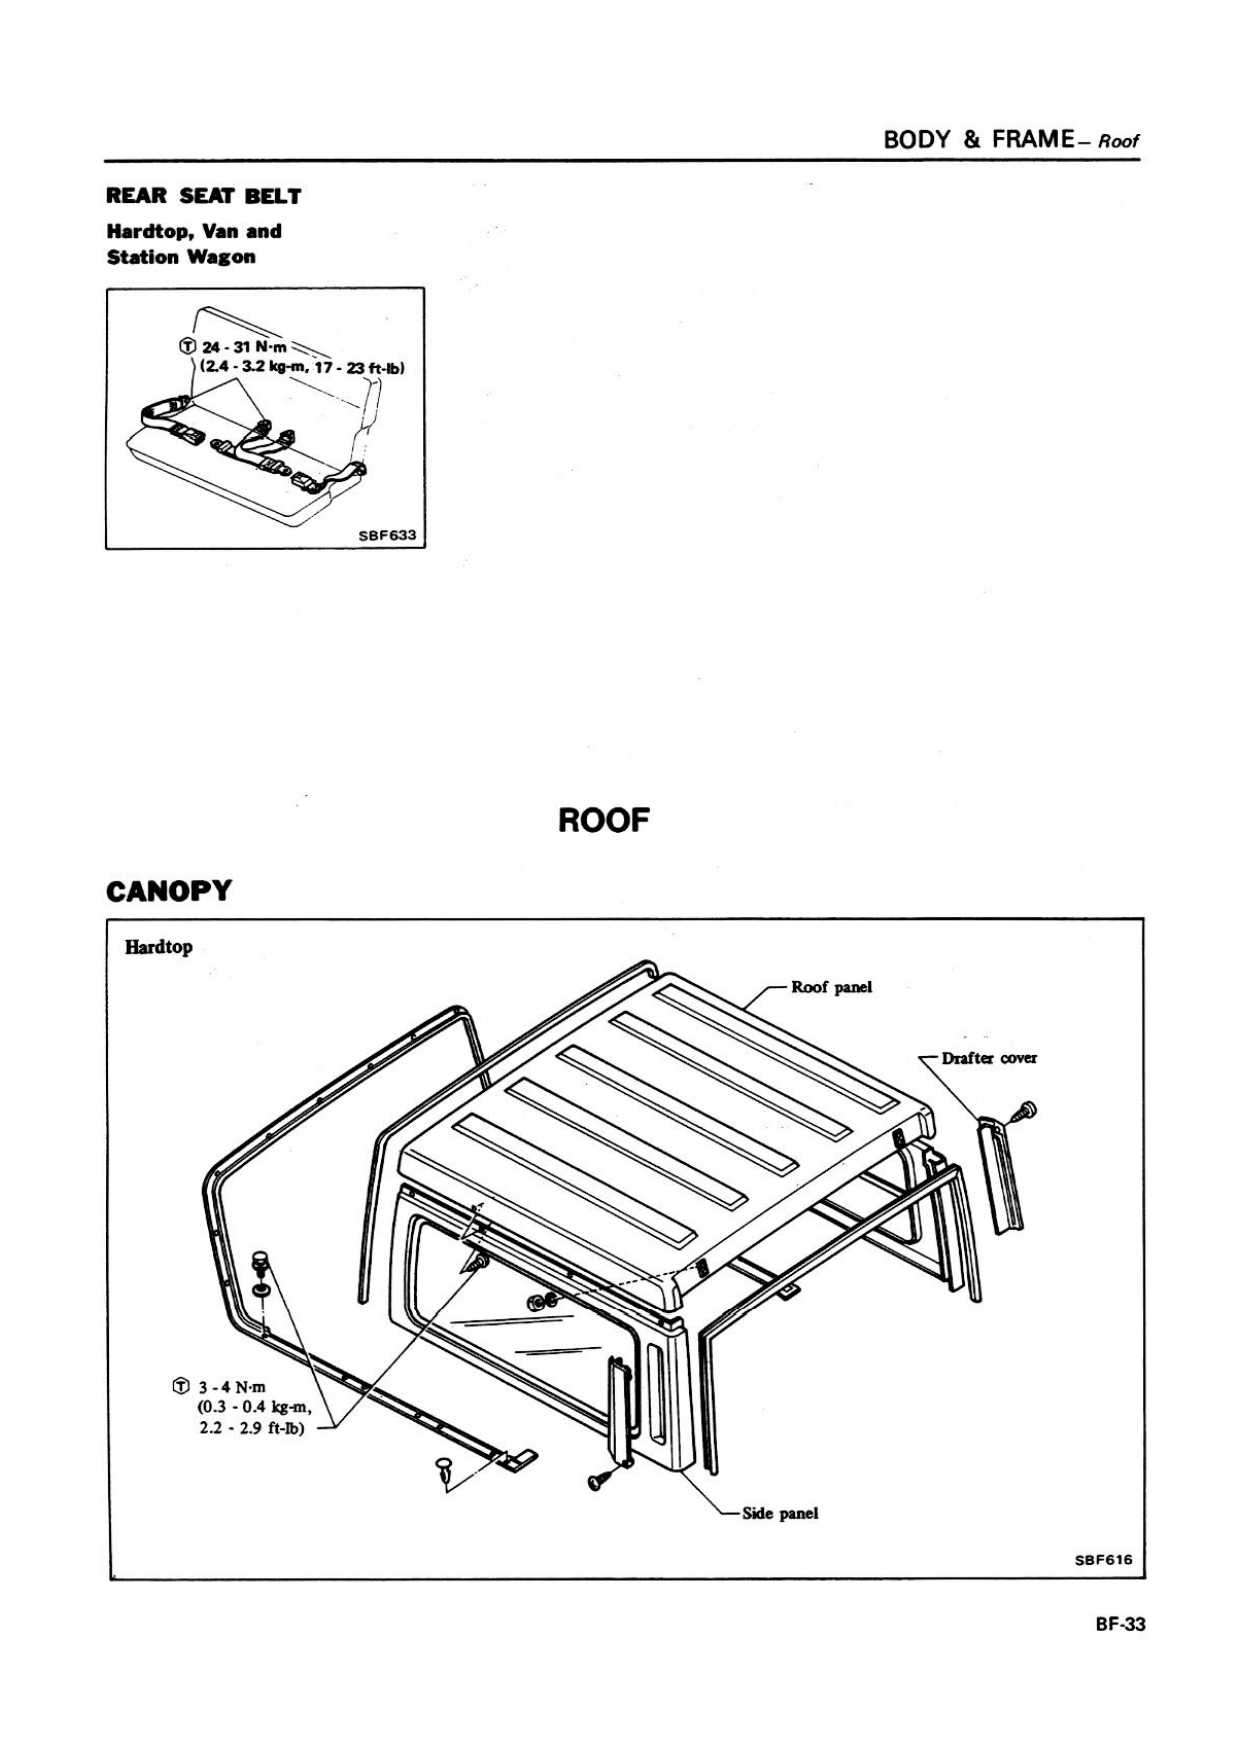 BODY & FRAME – Roof
REAR SEAT BELT
Hardtop, Van and
Station Wagon
Ⓣ 24 - 31 N·m
(2.4 - 3.2 kg-m, 17 - 23 ft-lb)
SBF633
ROOF
CANOPY
Hardtop
Roof panel
Drafter cover
Ⓣ 3 - 4 N·m
(0.3 - 0.4 kg-m,
2.2 - 2.9 ft-lb)
Side panel
SBF616
BF-33